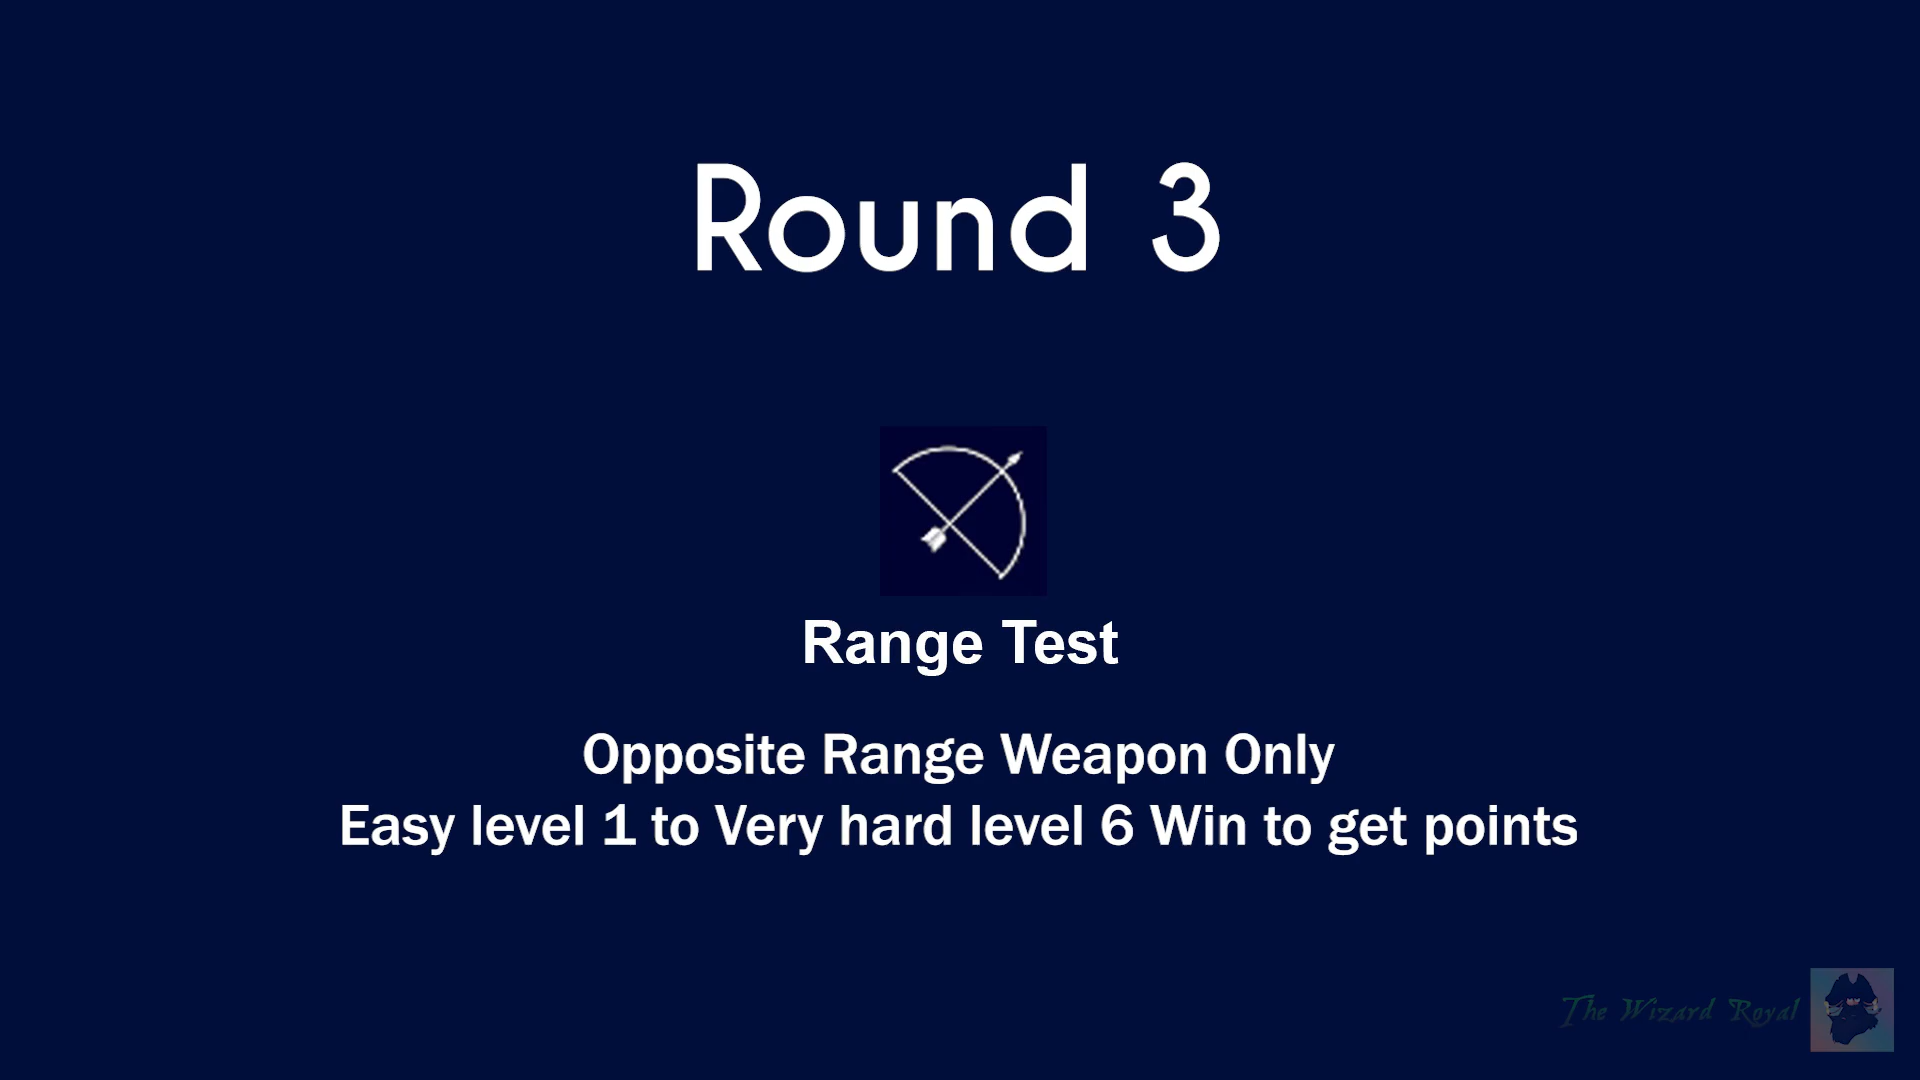 Round 3
Range Test
Opposite Range Weapon Only
Easy level 1 to Very hard level 6 Win to get points
The Wizard Royal